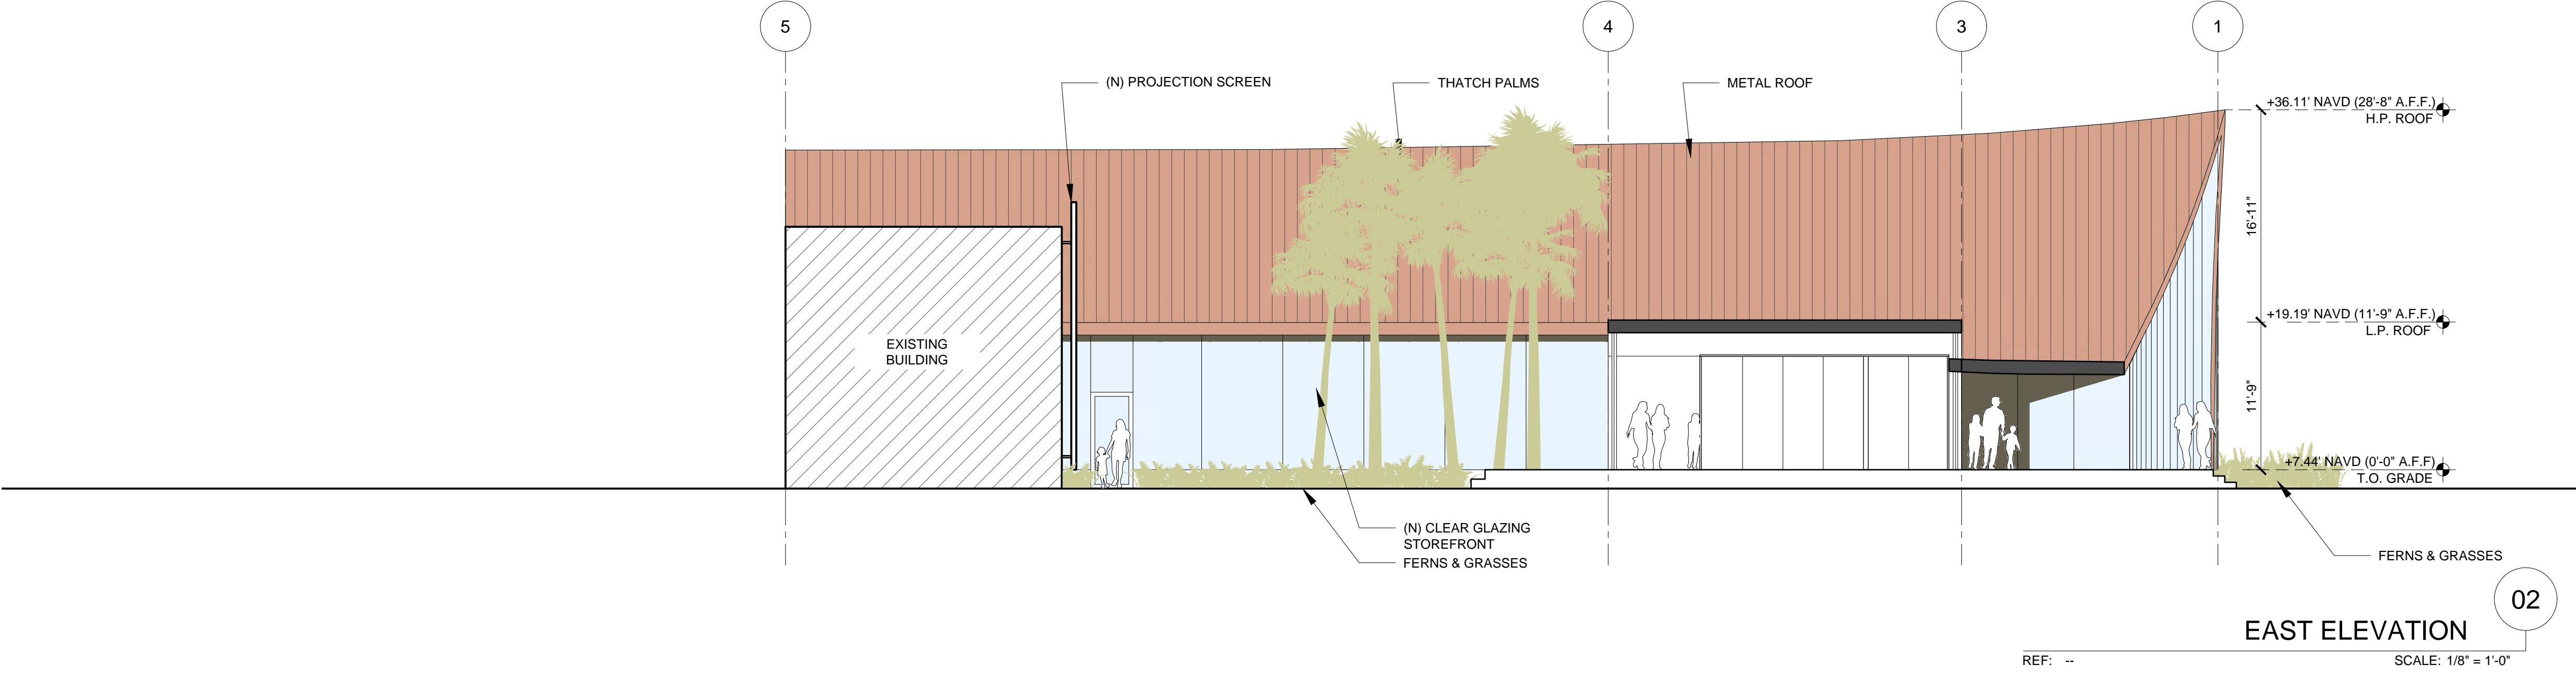 5
4
3
1
(N) PROJECTION SCREEN
THATCH PALMS
METAL ROOF
+36.11' NAVD (28'-8" A.F.F.)
H.P. ROOF
16'-11"
+19.19' NAVD (11'-9" A.F.F.)
L.P. ROOF
EXISTING
BUILDING
11'-9"
+7.44' NAVD (0'-0" A.F.F)
T.O. GRADE
(N) CLEAR GLAZING
STOREFRONT
FERNS & GRASSES
FERNS & GRASSES
02
EAST ELEVATION
REF: --
SCALE: 1/8" = 1'-0"